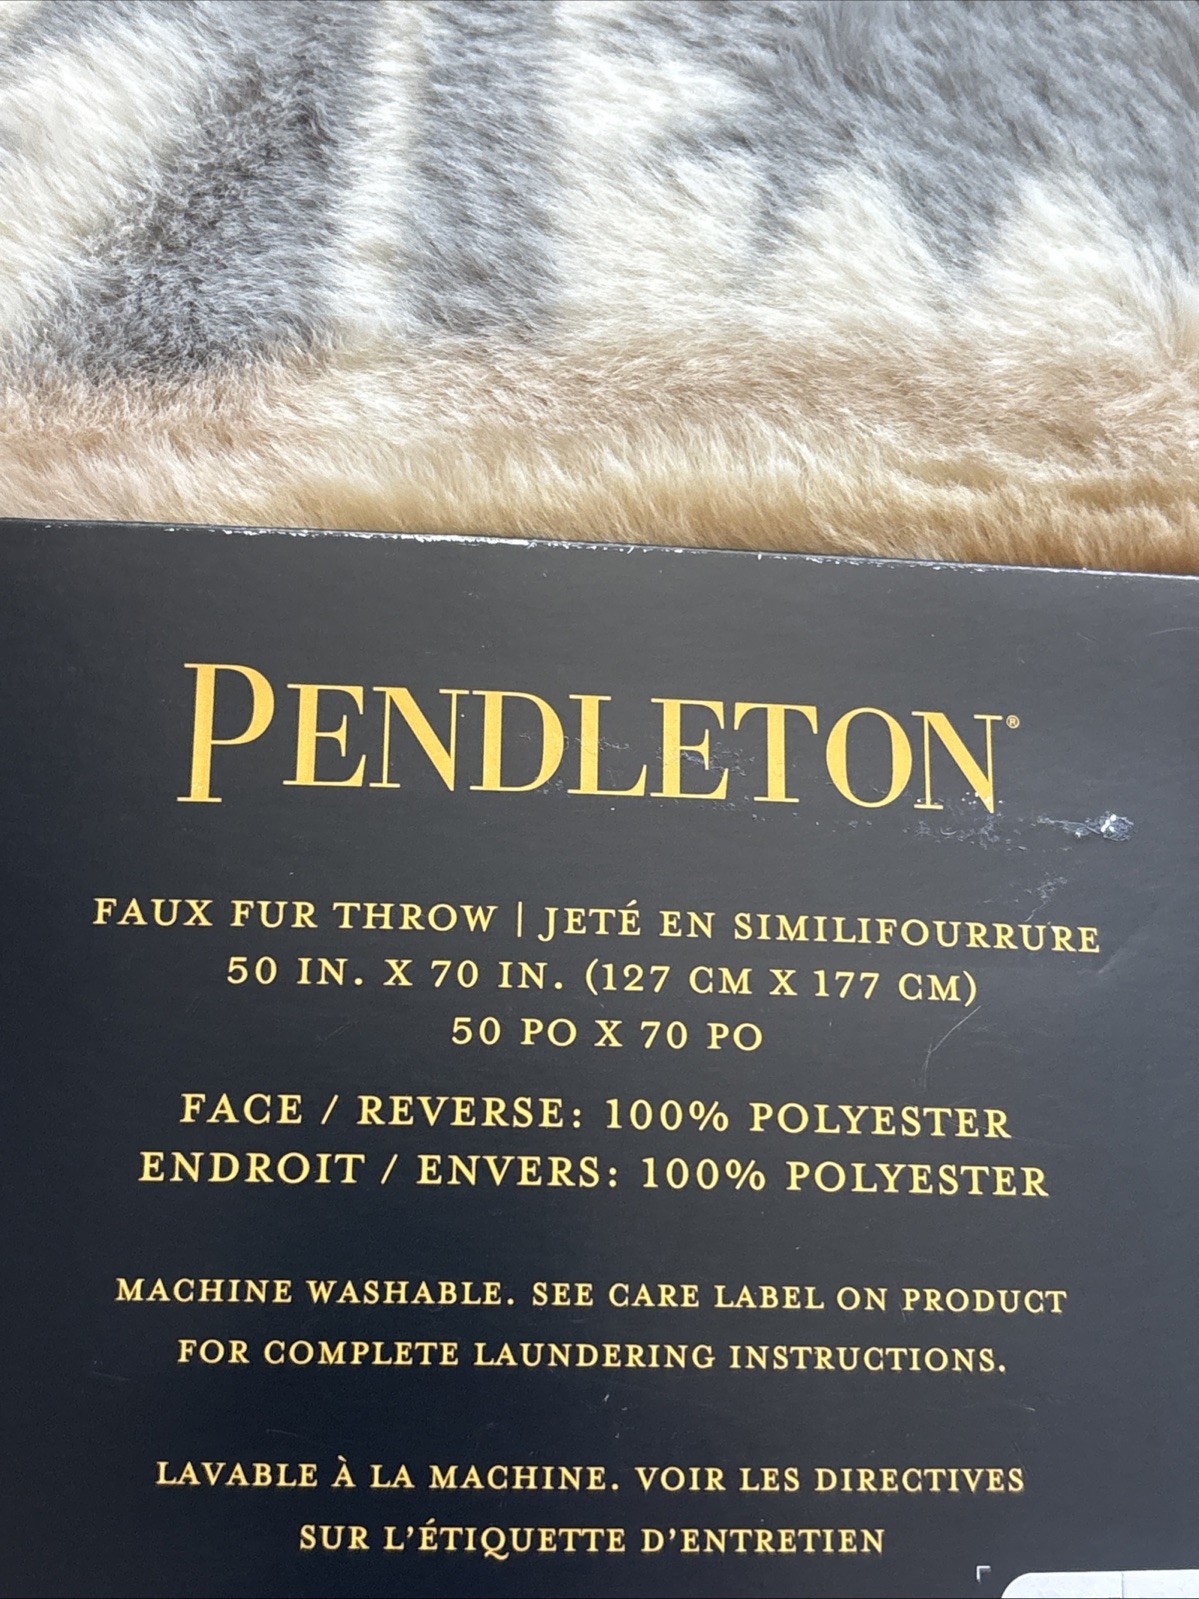 PENDLETON®
FAUX FUR THROW | JETÉ EN SIMILIFOURRURE
50 IN. X 70 IN. (127 CM X 177 CM)
50 PO X 70 PO
FACE / REVERSE: 100% POLYESTER
ENDROIT / ENVERS: 100% POLYESTER
MACHINE WASHABLE. SEE CARE LABEL ON PRODUCT
FOR COMPLETE LAUNDERING INSTRUCTIONS.
LAVABLE À LA MACHINE. VOIR LES DIRECTIVES
SUR L'ÉTIQUETTE D'ENTRETIEN